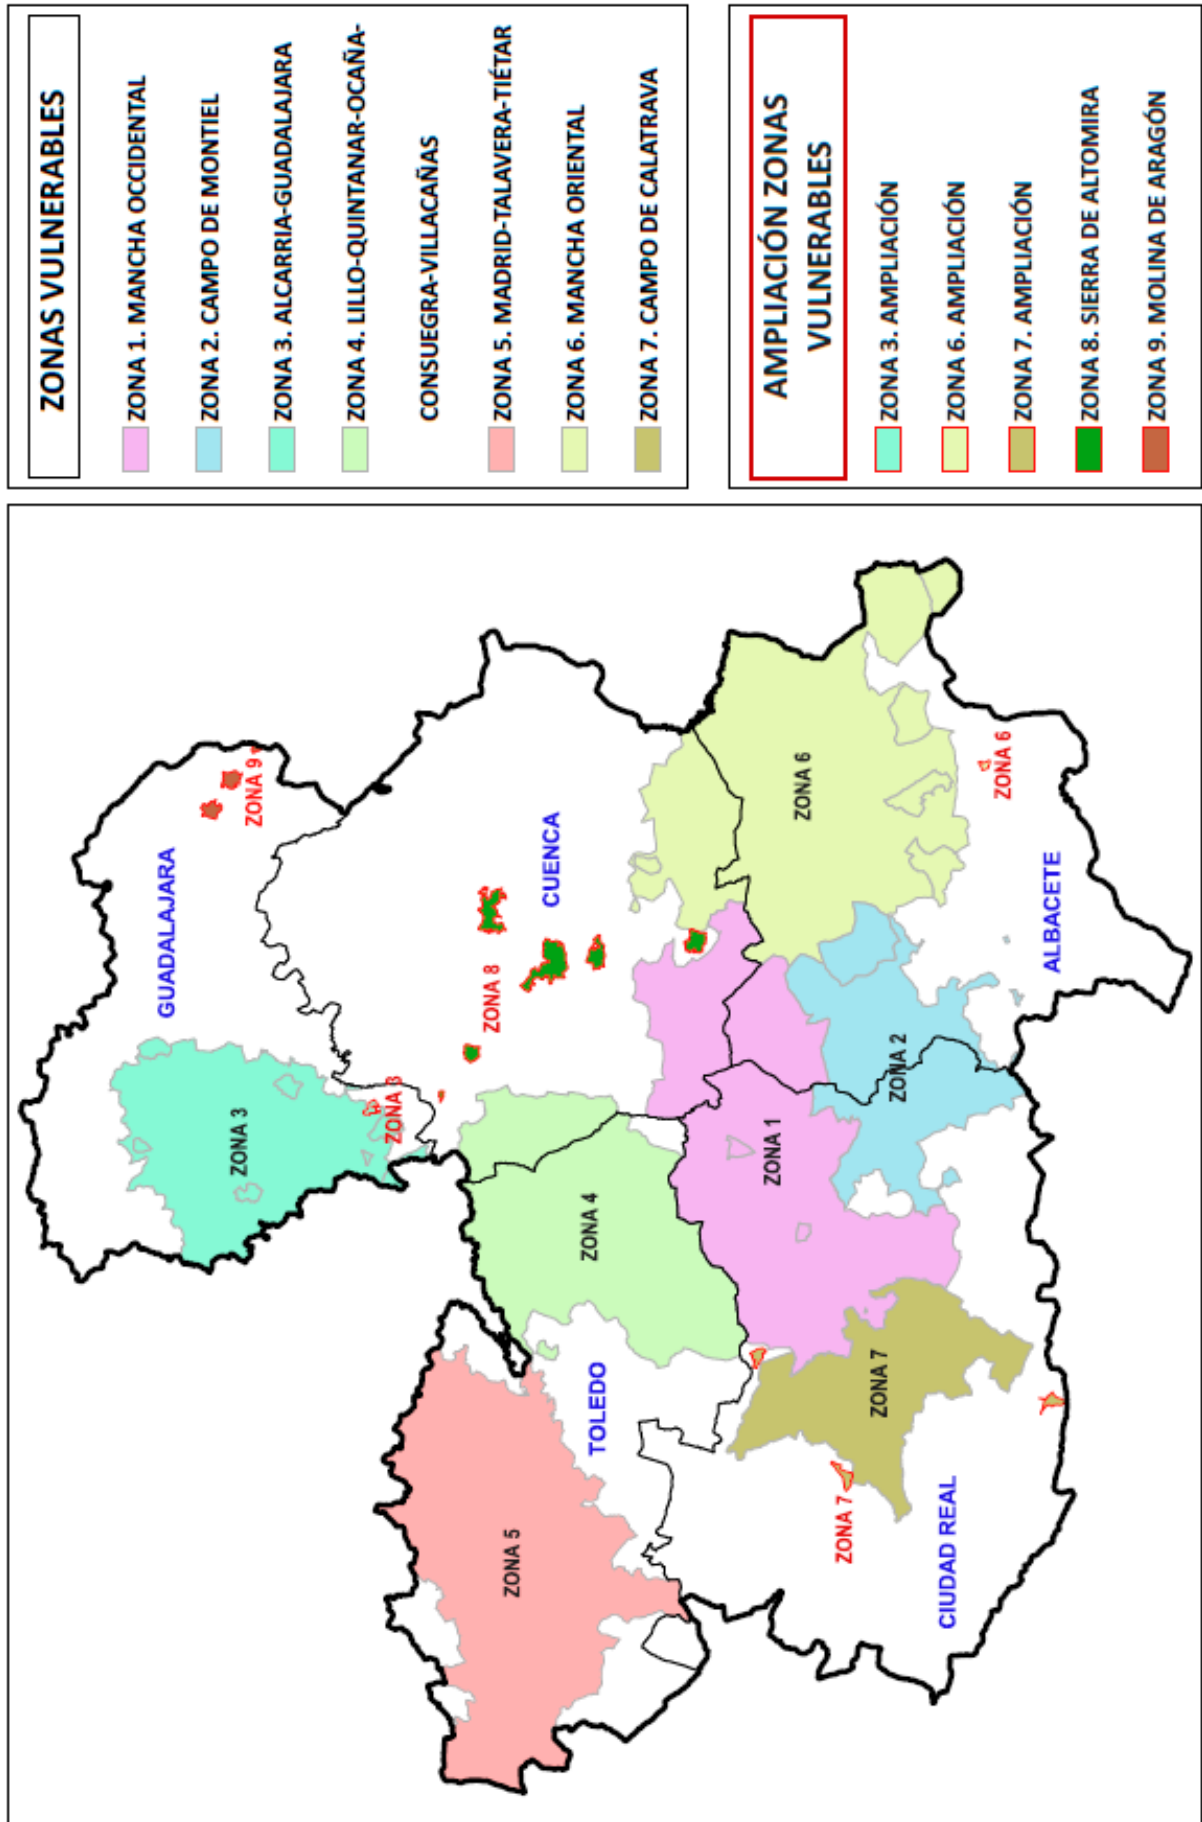 ZONAS VULNERABLES
ZONA 1. MANCHA OCCIDENTAL
ZONA 2. CAMPO DE MONTIEL
ZONA 3. ALCARRIA-GUADALAJARA
ZONA 4. LILLO-QUINTANAR-OCAÑA-
CONSUEGRA-VILLACAÑAS
ZONA 5. MADRID-TALAVERA-TIÉTAR
ZONA 6. MANCHA ORIENTAL
ZONA 7. CAMPO DE CALATRAVA
AMPLIACIÓN ZONAS
VULNERABLES
ZONA 3. AMPLIACIÓN
ZONA 6. AMPLIACIÓN
ZONA 7. AMPLIACIÓN
ZONA 8. SIERRA DE ALTOMIRA
ZONA 9. MOLINA DE ARAGÓN
GUADALAJARA
ZONA 9
ZONA 3
ZONA 3
ZONA 8
CUENCA
ZONA 5
TOLEDO
ZONA 4
ZONA 1
ZONA 6
ZONA 7
ZONA 7
ZONA 2
CIUDAD REAL
ZONA 6
ALBACETE